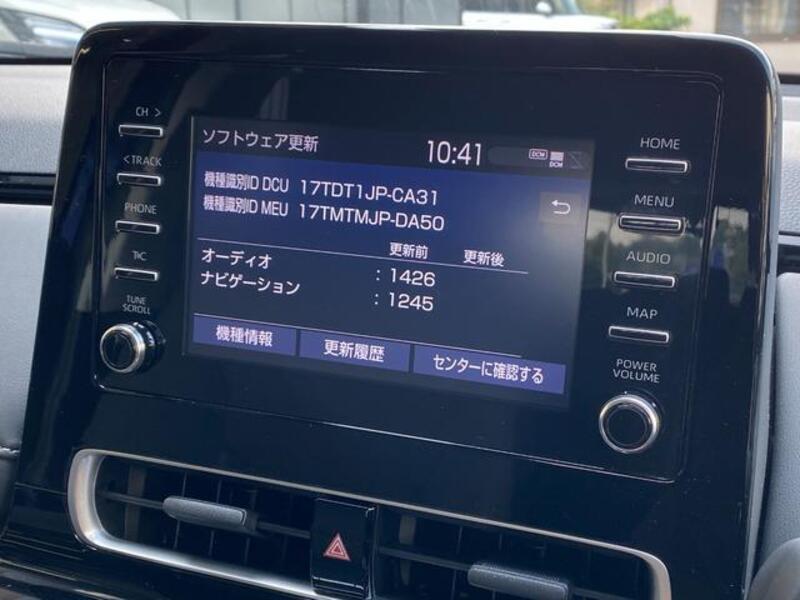 CH >
< TRACK
PHONE
T/C
TUNE
SCROLL
ソフトウェア更新
10:41
DCM
DCM
機種識別ID DCU 17TDT1JP-CA31
機種識別ID MEU 17TMTMJP-DA50
更新前 更新後
オーディオ : 1426
ナビゲーション : 1245
機種情報
更新履歴
センターに確認する
HOME
MENU
AUDIO
MAP
POWER
VOLUME